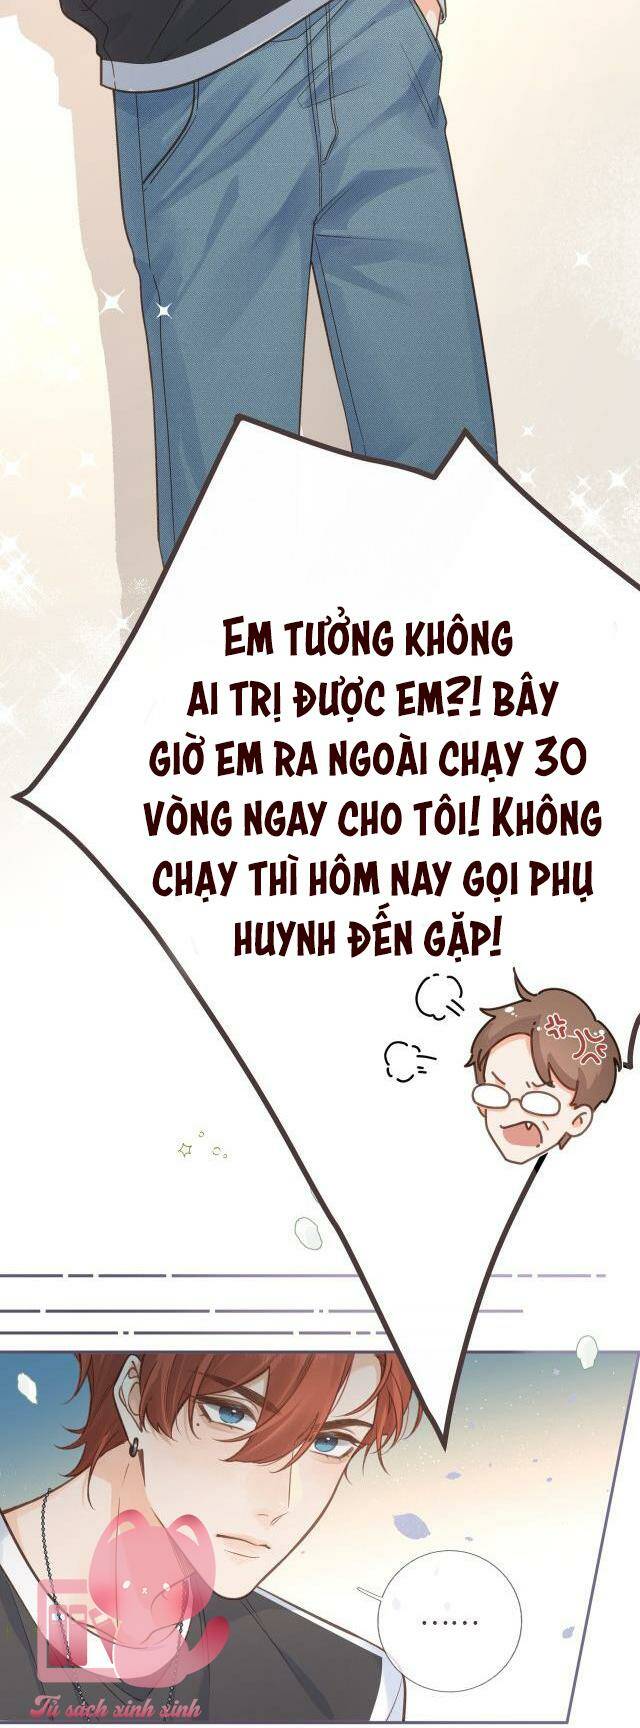 EM TƯỞNG KHÔNG
AI TRỊ ĐƯỢC EM?! BÂY
GIỜ EM RA NGOÀI CHẠY 30
VÒNG NGAY CHO TÔI! KHÔNG
CHẠY THÌ HÔM NAY GỌI PHỤ
HUYNH ĐẾN GẶP!
......
Tủ sách xinh xinh